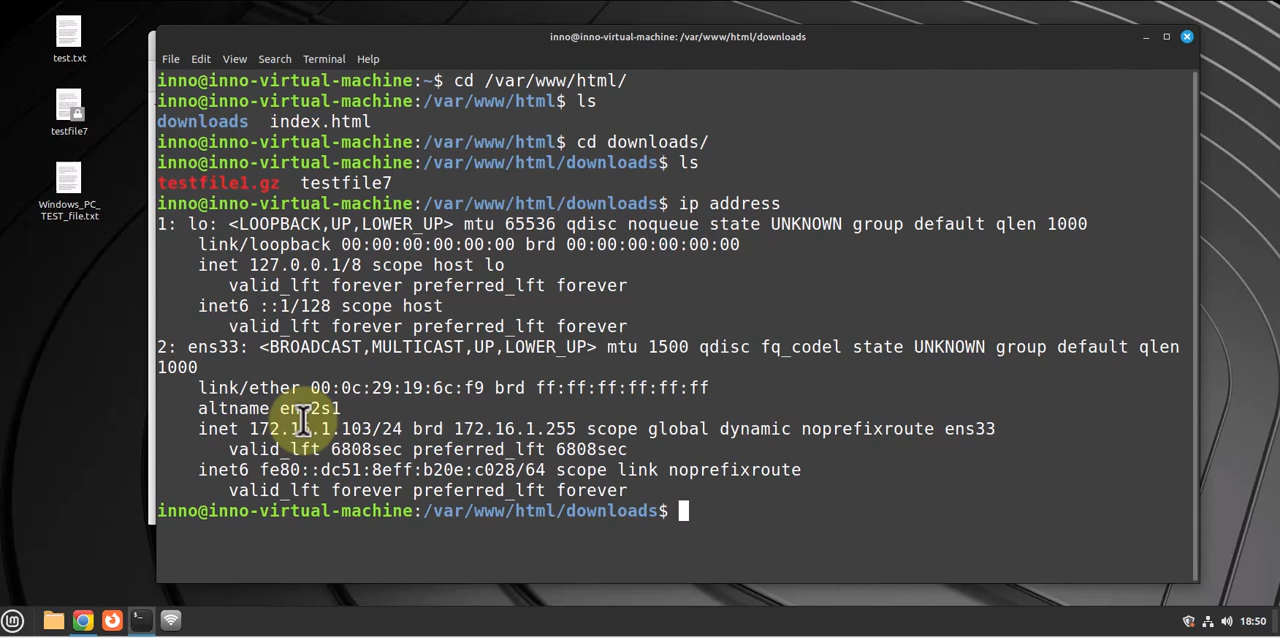 test.txt
testfile7
Windows_PC_
TEST_file.txt
inno@inno-virtual-machine: /var/www/html/downloads
File Edit View Search Terminal Help
inno@inno-virtual-machine:~$ cd /var/www/html/
inno@inno-virtual-machine:/var/www/html$ ls
downloads index.html
inno@inno-virtual-machine:/var/www/html$ cd downloads/
inno@inno-virtual-machine:/var/www/html/downloads$ ls
testfile1.gz testfile7
inno@inno-virtual-machine:/var/www/html/downloads$ ip address
1: lo: <LOOPBACK,UP,LOWER_UP> mtu 65536 qdisc noqueue state UNKNOWN group default qlen 1000
link/loopback 00:00:00:00:00:00 brd 00:00:00:00:00:00
inet 127.0.0.1/8 scope host lo
valid_lft forever preferred_lft forever
inet6 ::1/128 scope host
valid_lft forever preferred_lft forever
2: ens33: <BROADCAST,MULTICAST,UP,LOWER_UP> mtu 1500 qdisc fq_codel state UNKNOWN group default qlen
1000
link/ether 00:0c:29:19:6c:f9 brd ff:ff:ff:ff:ff:ff
altname enp2s1
inet 172.16.1.103/24 brd 172.16.1.255 scope global dynamic noprefixroute ens33
valid_lft 6808sec preferred_lft 6808sec
inet6 fe80::dc51:8eff:b20e:c028/64 scope link noprefixroute
valid_lft forever preferred_lft forever
inno@inno-virtual-machine:/var/www/html/downloads$
18:50